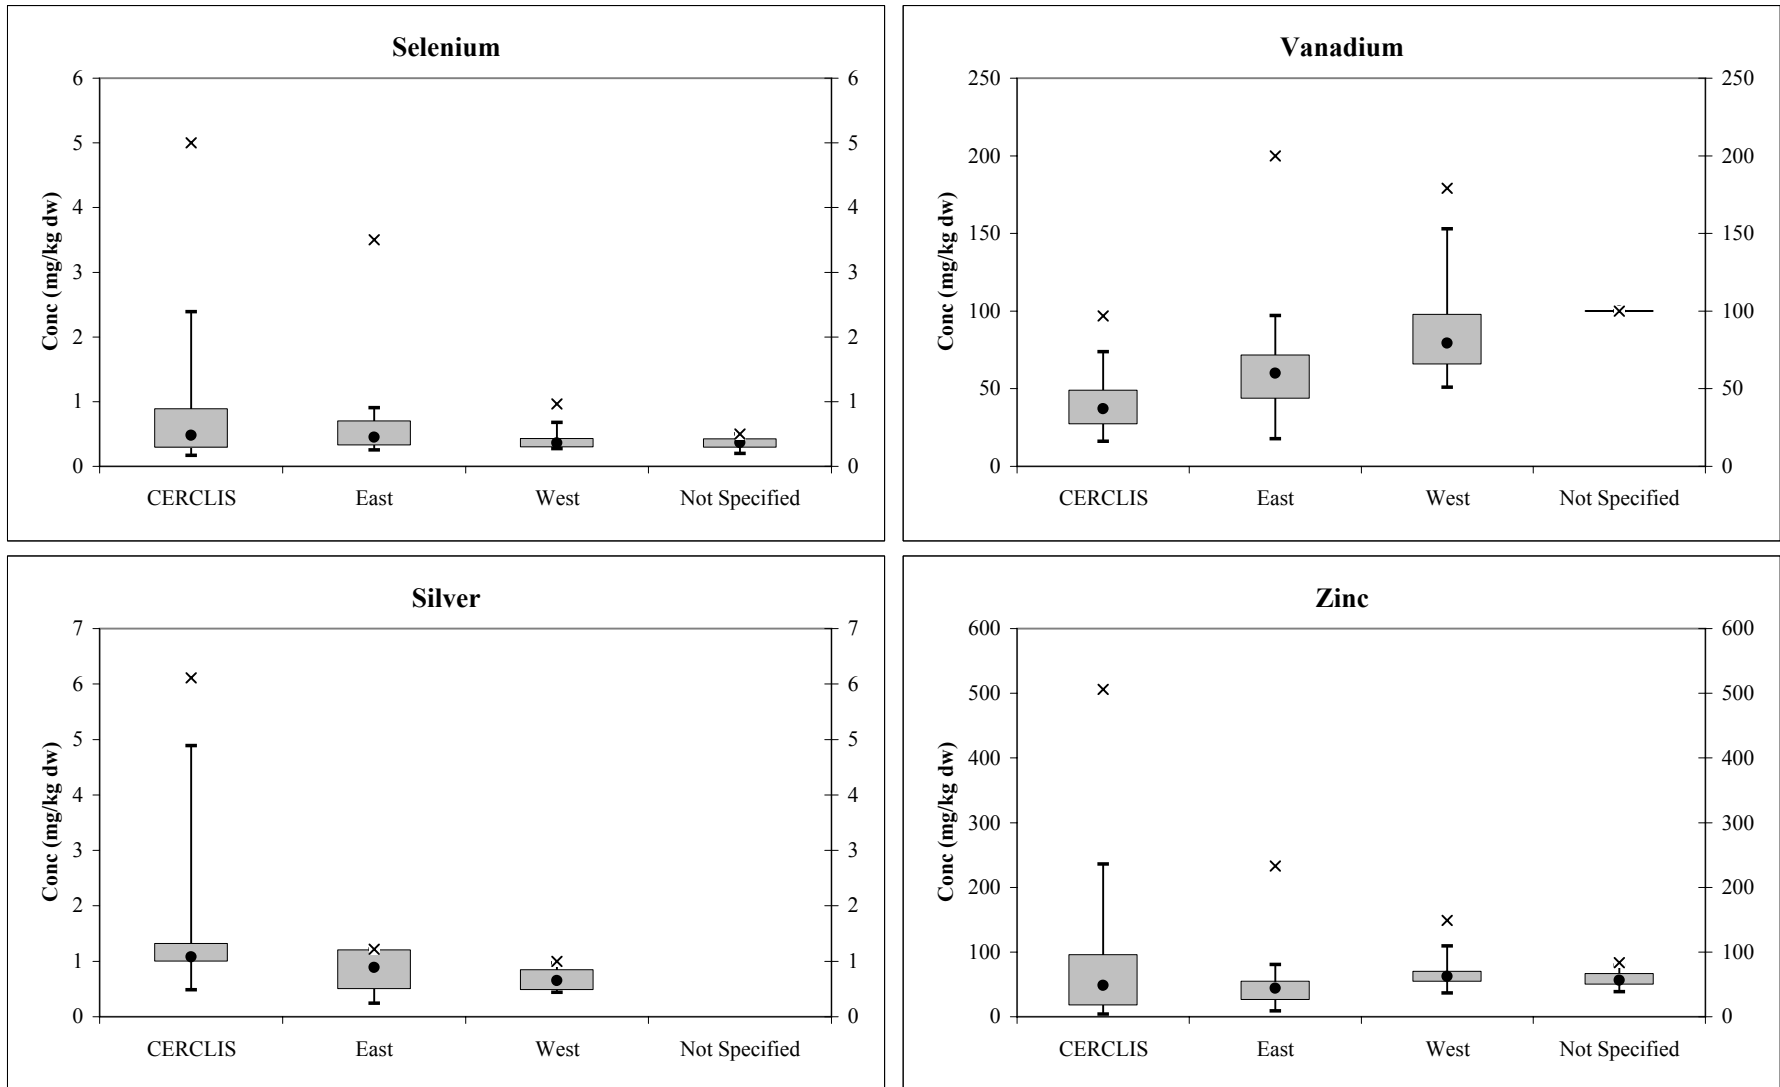 Selenium
6 6
5 5
4 4
3 3
2 2
1 1
0 0
Conc (mg/kg dw)
CERCLIS East West Not Specified
Vanadium
250 250
200 200
150 150
100 100
50 50
0 0
Conc (mg/kg dw)
CERCLIS East West Not Specified
Silver
7 7
6 6
5 5
4 4
3 3
2 2
1 1
0 0
Conc (mg/kg dw)
CERCLIS East West Not Specified
Zinc
600 600
500 500
400 400
300 300
200 200
100 100
0 0
Conc (mg/kg dw)
CERCLIS East West Not Specified